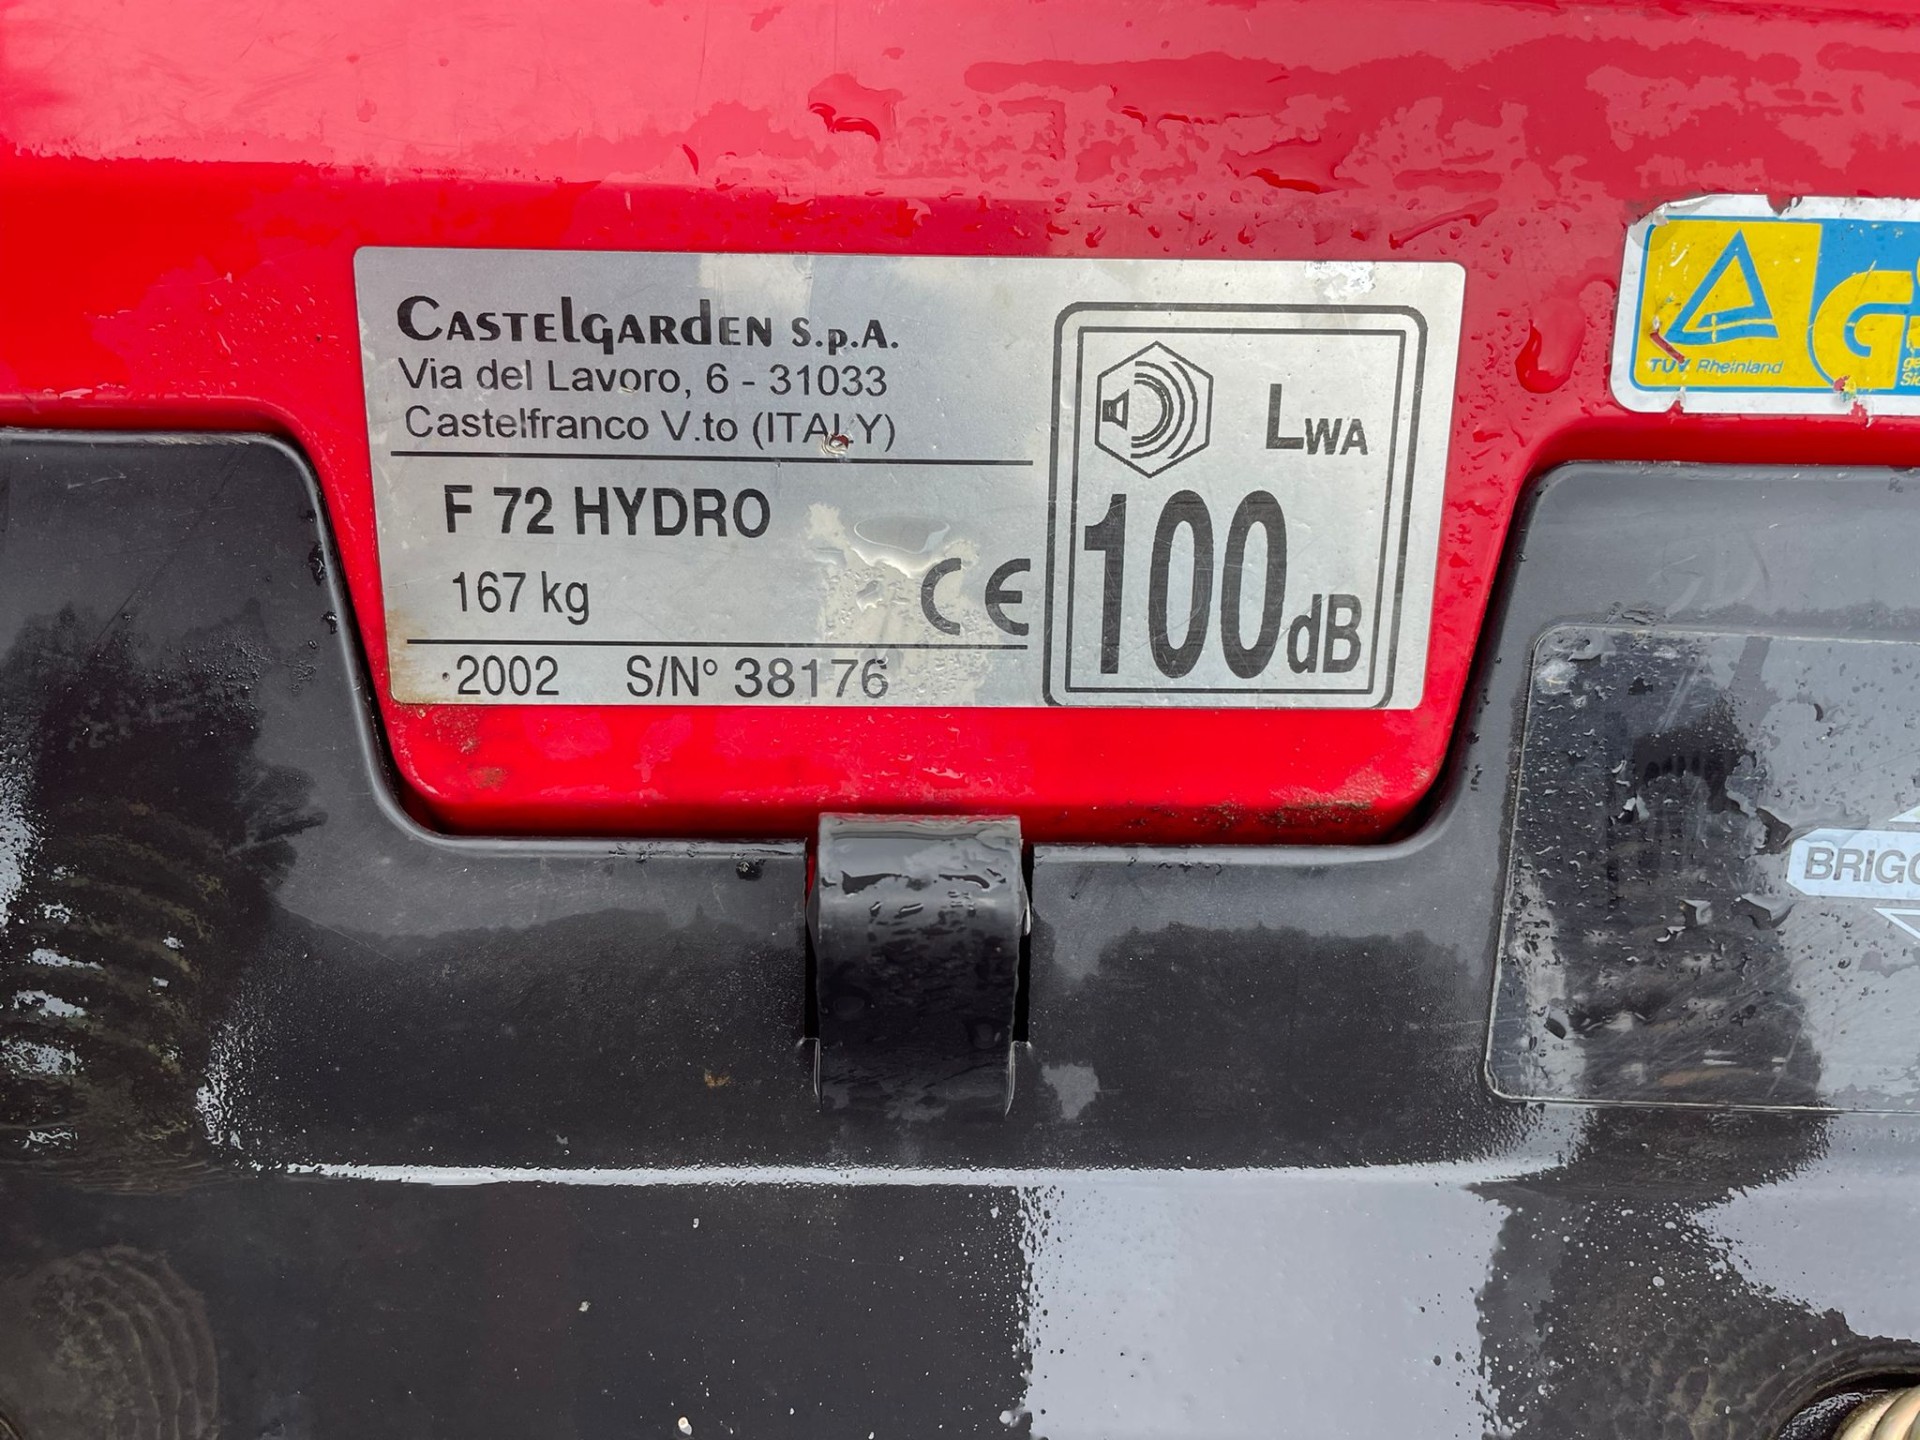 CASTELGARDEN S.p.A.
Via del Lavoro, 6 - 31033
Castelfranco V.to (ITALY)
F 72 HYDRO
167 kg
CE
2002 S/N° 38176
LWA
100dB
TÜV Rheinland
GS